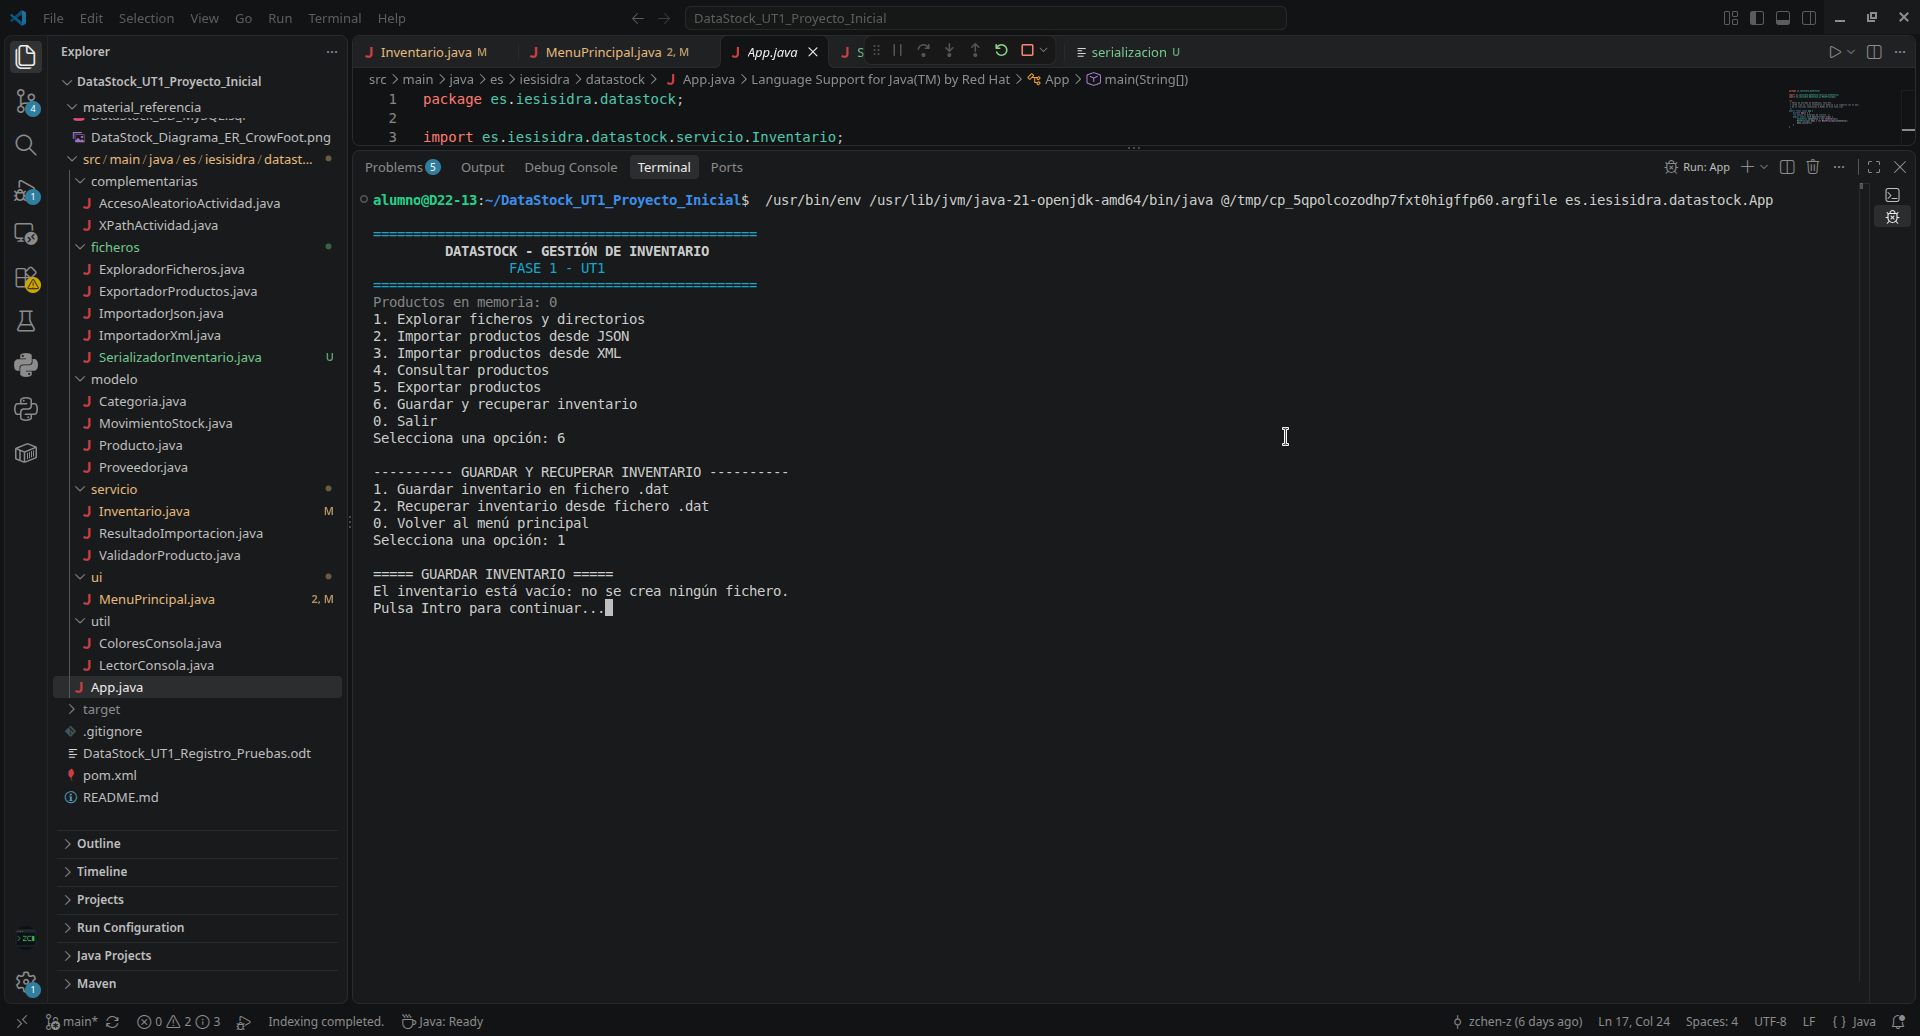 File Edit Selection View Go Run Terminal Help
DataStock_UT1_Proyecto_Inicial
Explorer
DataStock_UT1_Proyecto_Inicial
material_referencia
DataStock_BD_MySQL.sql
DataStock_Diagrama_ER_CrowFoot.png
src / main / java / es / iesisidra / datast...
complementarias
AccesoAleatorioActividad.java
XPathActividad.java
ficheros
ExploradorFicheros.java
ExportadorProductos.java
ImportadorJson.java
ImportadorXml.java
SerializadorInventario.java U
modelo
Categoria.java
MovimientoStock.java
Producto.java
Proveedor.java
servicio
Inventario.java M
ResultadoImportacion.java
ValidadorProducto.java
ui
MenuPrincipal.java 2, M
util
ColoresConsola.java
LectorConsola.java
App.java
target
.gitignore
DataStock_UT1_Registro_Pruebas.odt
pom.xml
README.md
Outline
Timeline
Projects
Run Configuration
Java Projects
Maven
4
1
1
Inventario.java M
MenuPrincipal.java 2, M
App.java
S
serializacion U
src > main > java > es > iesisidra > datastock > App.java > Language Support for Java(TM) by Red Hat > App > main(String[])
1 package es.iesisidra.datastock;
2
3 import es.iesisidra.datastock.servicio.Inventario;
Problems 5 Output Debug Console Terminal Ports
Run: App
alumno@D22-13:~/DataStock_UT1_Proyecto_Inicial$ /usr/bin/env /usr/lib/jvm/java-21-openjdk-amd64/bin/java @/tmp/cp_5qpolcozodhp7fxt0higffp60.argfile es.iesisidra.datastock.App
================================================
DATASTOCK - GESTIÓN DE INVENTARIO
FASE 1 - UT1
================================================
Productos en memoria: 0
1. Explorar ficheros y directorios
2. Importar productos desde JSON
3. Importar productos desde XML
4. Consultar productos
5. Exportar productos
6. Guardar y recuperar inventario
0. Salir
Selecciona una opción: 6
---------- GUARDAR Y RECUPERAR INVENTARIO ----------
1. Guardar inventario en fichero .dat
2. Recuperar inventario desde fichero .dat
0. Volver al menú principal
Selecciona una opción: 1
===== GUARDAR INVENTARIO =====
El inventario está vacío: no se crea ningún fichero.
Pulsa Intro para continuar...
main* 0 2 3 Indexing completed. Java: Ready
zchen-z (6 days ago) Ln 17, Col 24 Spaces: 4 UTF-8 LF { } Java